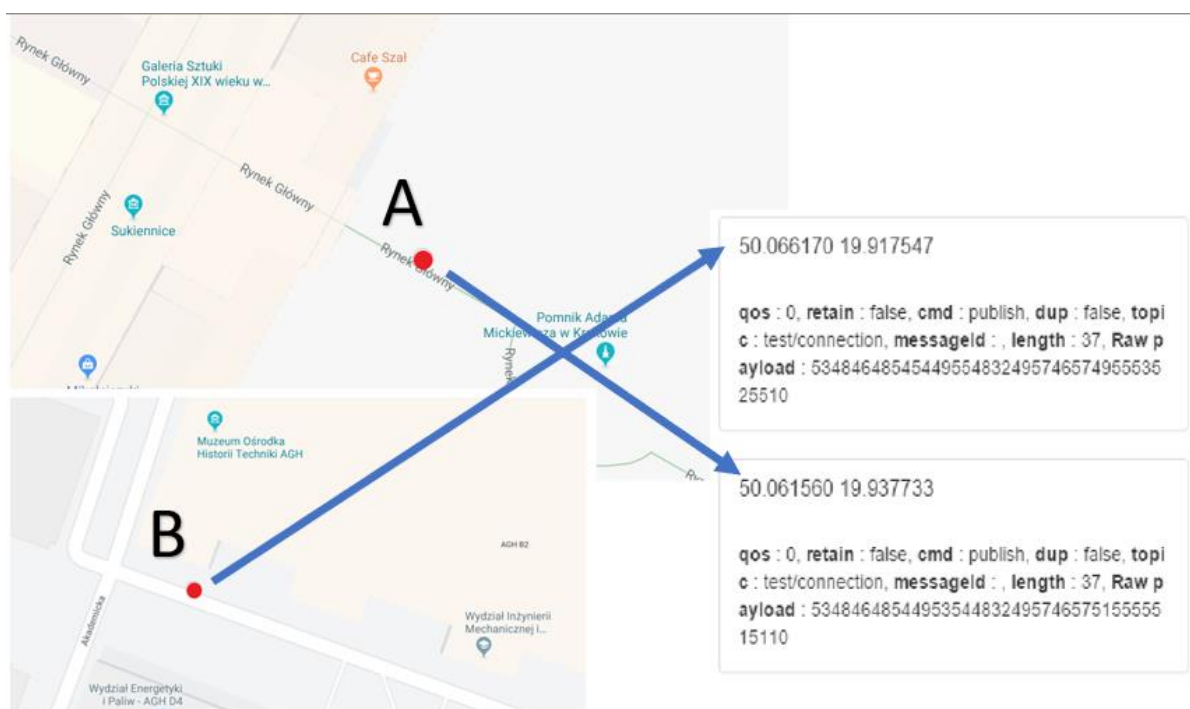 Rynek Główny
Galeria Sztuki
Polskiej XIX wieku w...
Cafe Szał
Rynek Główny
Rynek Główny
Sukiennice
A
Rynek Główny
Pomnik Adama
Mickiewicza w Krakowie
Rynek
Ry
Muzeum Ośrodka
Historii Techniki AGH
B
AGH B2
Akademicka
Wydział Inżynierii
Mechanicznej i...
Wydział Energetyki
i Paliw - AGH D4
50.066170 19.917547
qos : 0, retain : false, cmd : publish, dup : false, topi
c : test/connection, messageId : , length : 37, Raw p
ayload : 53484648545449554832495746574955535
25510
50.061560 19.937733
qos : 0, retain : false, cmd : publish, dup : false, topi
c : test/connection, messageId : , length : 37, Raw p
ayload : 53484648544953544832495746575155555
15110